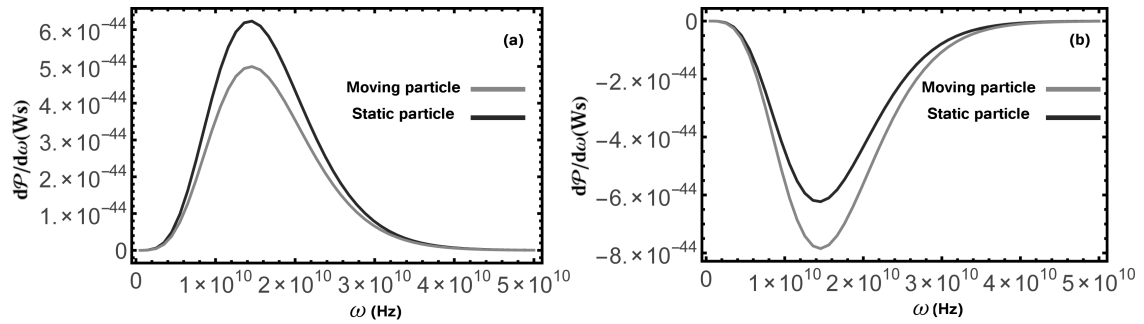 (a)
dP/dω(Ws)
6.×10⁻⁴⁴
5.×10⁻⁴⁴
4.×10⁻⁴⁴
3.×10⁻⁴⁴
2.×10⁻⁴⁴
1.×10⁻⁴⁴
0
Moving particle
Static particle
0 1×10¹⁰ 2×10¹⁰ 3×10¹⁰ 4×10¹⁰ 5×10¹⁰
ω (Hz)
(b)
dP/dω(Ws)
0
−2.×10⁻⁴⁴
−4.×10⁻⁴⁴
−6.×10⁻⁴⁴
−8.×10⁻⁴⁴
Moving particle
Static particle
0 1×10¹⁰ 2×10¹⁰ 3×10¹⁰ 4×10¹⁰ 5×10¹⁰
ω (Hz)